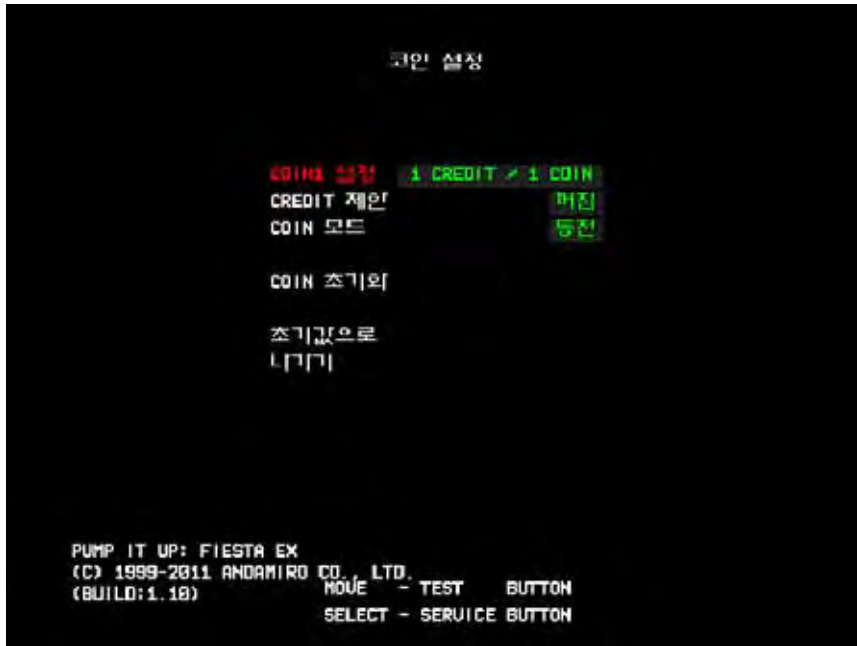 코인 설정
COIN1 설정 1 CREDIT / 1 COIN
CREDIT 제한 꺼짐
COIN 모드 동전
COIN 초기화
초기값으로
나가기
PUMP IT UP: FIESTA EX
(C) 1999-2011 ANDAMIRO CO., LTD.
(BUILD:1.10)
MOVE - TEST BUTTON
SELECT - SERVICE BUTTON